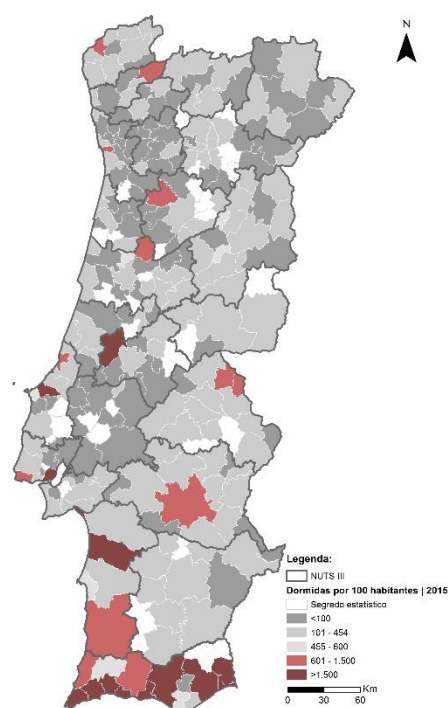 N
Legenda:
NUTS III
Dormidas por 100 habitantes | 2015
Segredo estatístico
<100
101 - 454
455 - 600
601 - 1.500
>1.500
Km
0 30 60